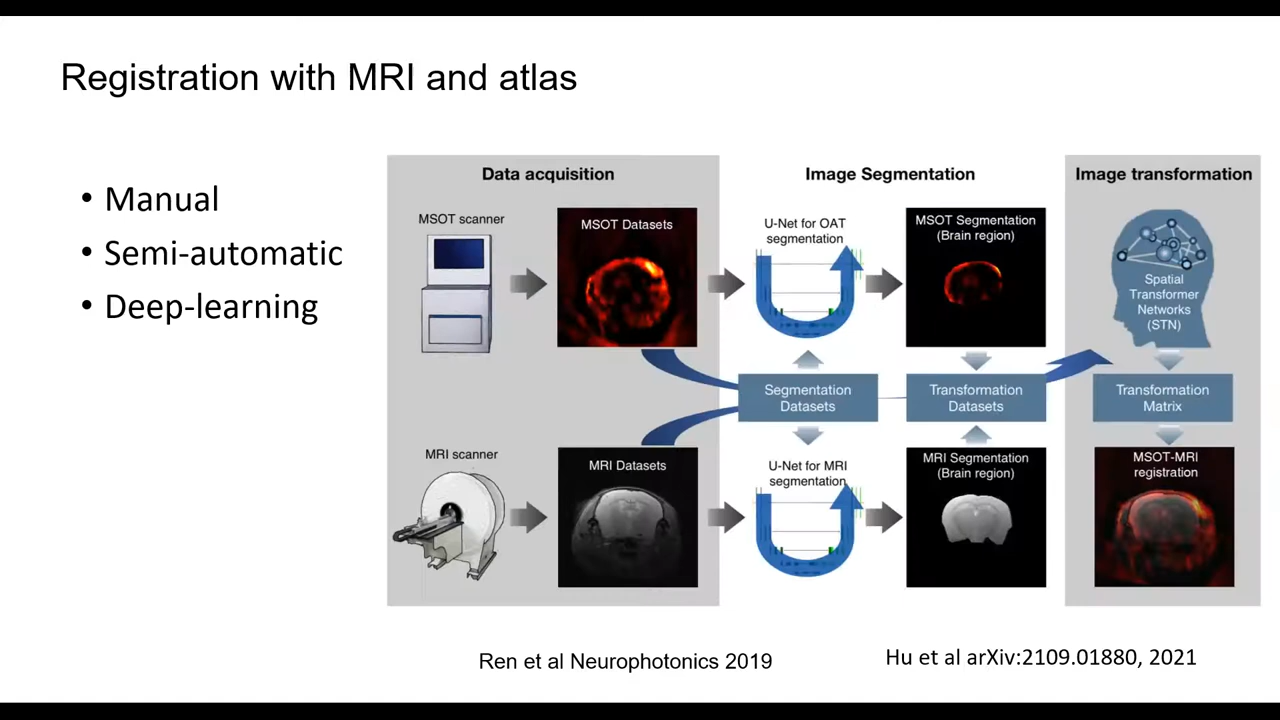 Registration with MRI and atlas
• Manual
• Semi-automatic
• Deep-learning
Data acquisition
Image Segmentation
Image transformation
MSOT scanner
MSOT Datasets
U-Net for OAT
segmentation
MSOT Segmentation
(Brain region)
Spatial
Transformer
Networks
(STN)
Segmentation
Datasets
Transformation
Datasets
Transformation
Matrix
MRI scanner
MRI Datasets
U-Net for MRI
segmentation
MRI Segmentation
(Brain region)
MSOT-MRI
registration
Ren et al Neurophotonics 2019
Hu et al arXiv:2109.01880, 2021